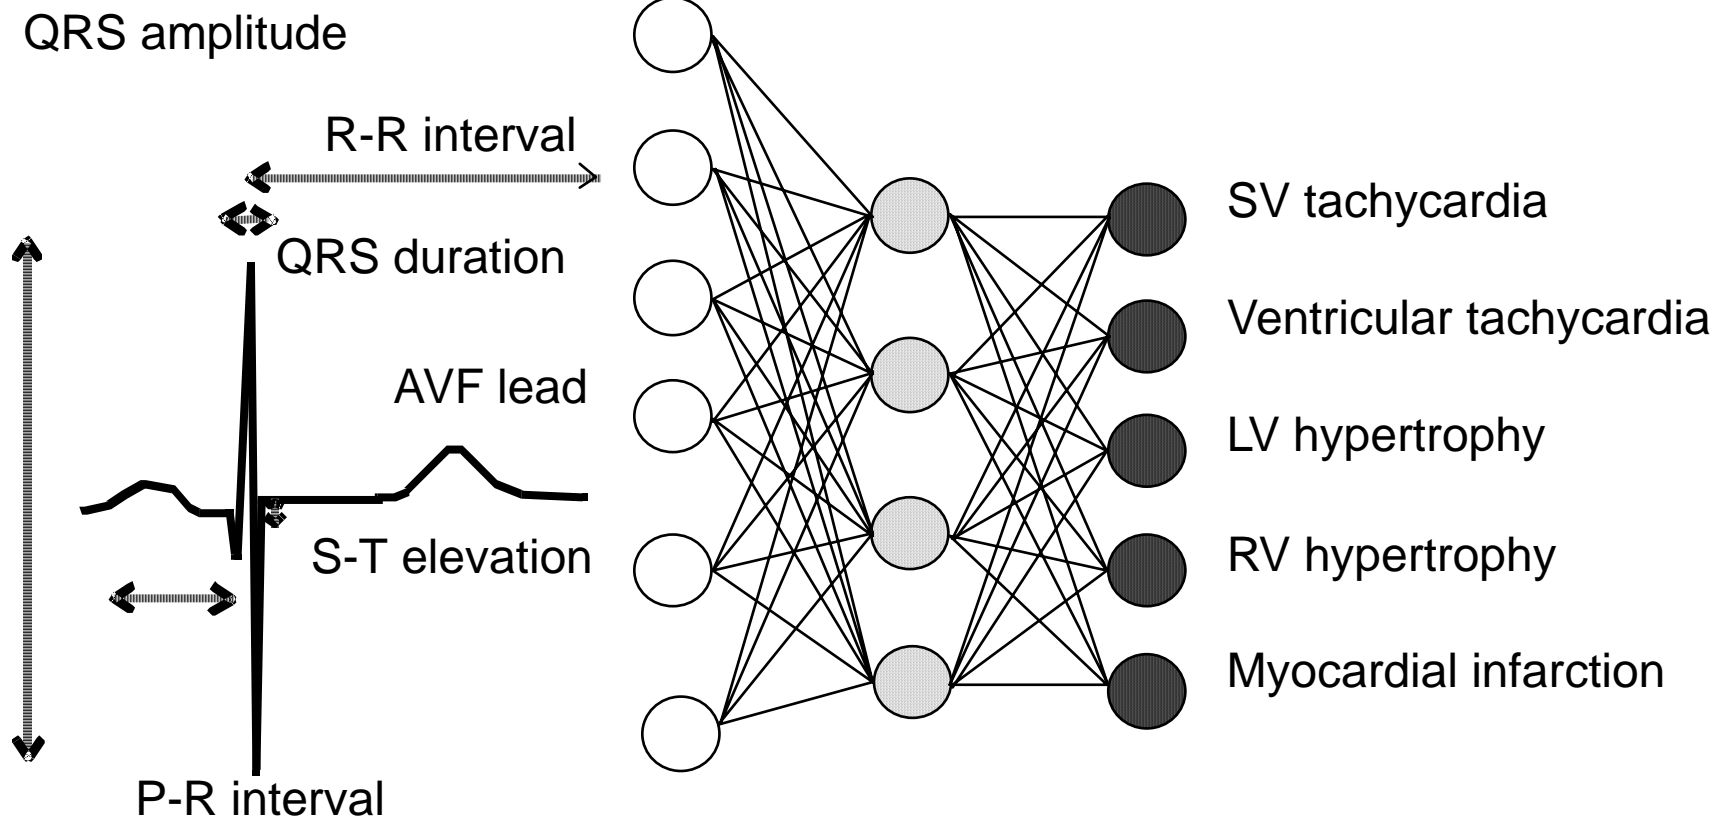 QRS amplitude
R-R interval
QRS duration
AVF lead
S-T elevation
P-R interval
SV tachycardia
Ventricular tachycardia
LV hypertrophy
RV hypertrophy
Myocardial infarction